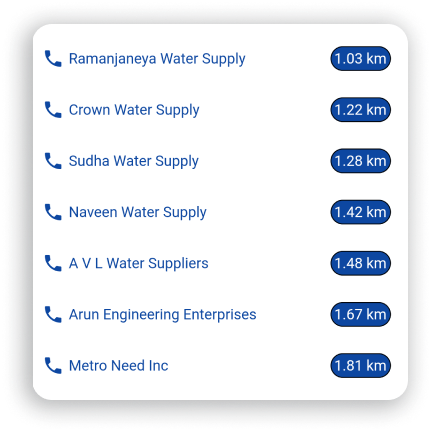 Ramanjaneya Water Supply 1.03 km
Crown Water Supply 1.22 km
Sudha Water Supply 1.28 km
Naveen Water Supply 1.42 km
A V L Water Suppliers 1.48 km
Arun Engineering Enterprises 1.67 km
Metro Need Inc 1.81 km